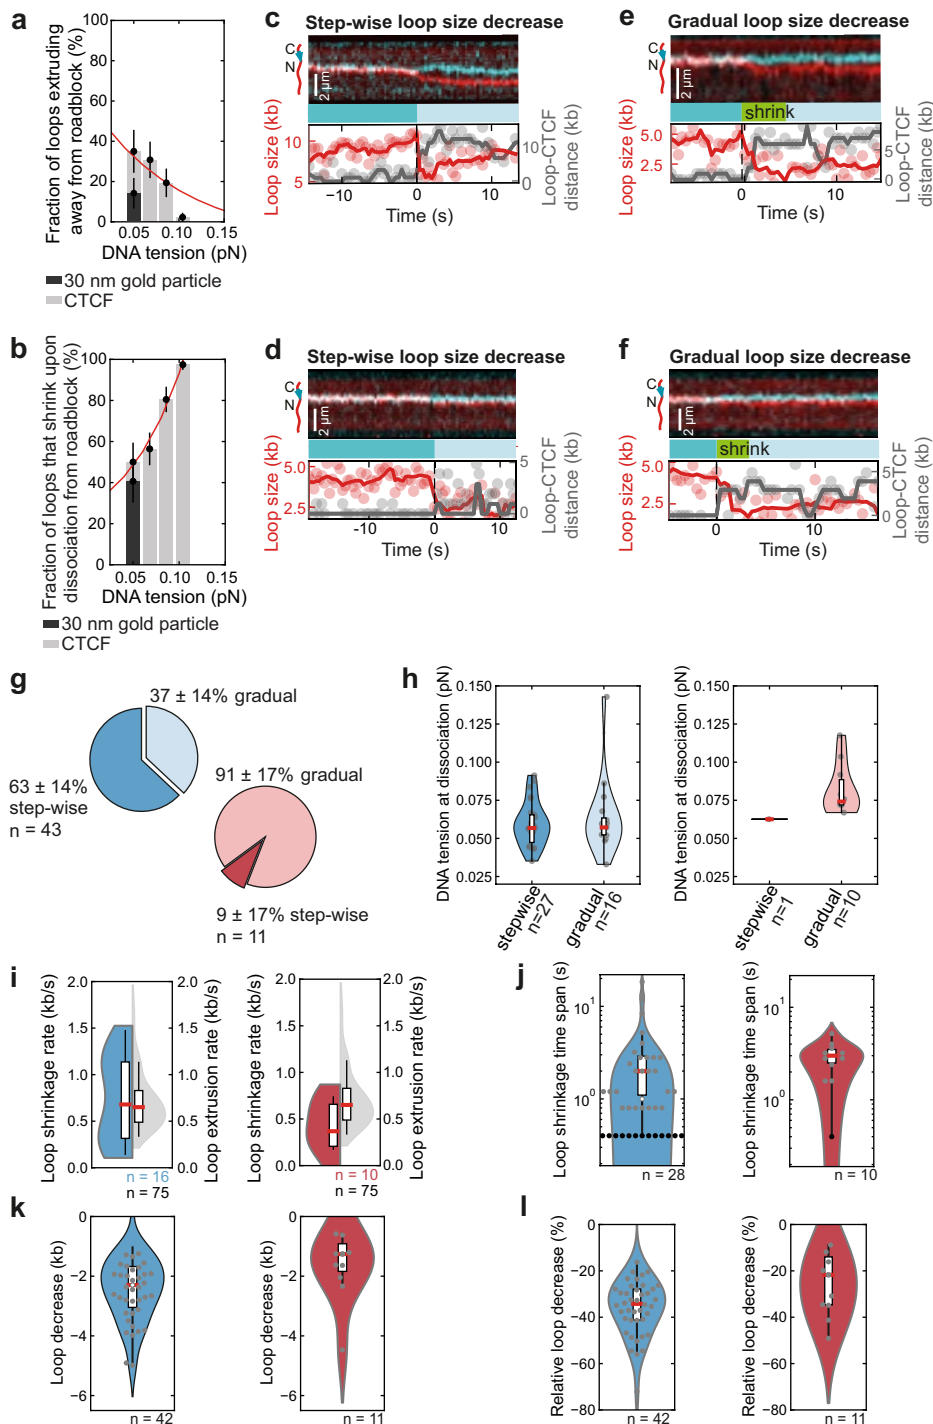 a
Fraction of loops extruding
away from roadblock (%)
100
80
60
40
20
0
0.05 0.10 0.15
DNA tension (pN)
30 nm gold particle
CTCF
b
Fraction of loops that shrink upon
dissociation from roadblock (%)
100
80
60
40
20
0
0.05 0.10 0.15
DNA tension (pN)
30 nm gold particle
CTCF
c
Step-wise loop size decrease
C
N
2 μm
Loop size (kb)
10
5
10
0
Loop-CTCF
distance (kb)
−10 0 10
Time (s)
d
Step-wise loop size decrease
C
N
2 μm
Loop size (kb)
5.0
2.5
5
0
Loop-CTCF
distance (kb)
−10 0 10
Time (s)
e
Gradual loop size decrease
C
N
2 μm
shrink
Loop size (kb)
5.0
2.5
5
0
Loop-CTCF
distance (kb)
0 10
Time (s)
f
Gradual loop size decrease
C
N
2 μm
shrink
Loop size (kb)
5.0
2.5
5
0
Loop-CTCF
distance (kb)
0 10
Time (s)
g
37 ± 14% gradual
63 ± 14%
step-wise
n = 43
91 ± 17% gradual
9 ± 17% step-wise
n = 11
h
DNA tension at dissociation (pN)
0.150
0.125
0.100
0.075
0.050
0.025
stepwise
n=27
gradual
n=16
DNA tension at dissociation (pN)
0.150
0.125
0.100
0.075
0.050
0.025
stepwise
n=1
gradual
n=10
i
Loop shrinkage rate (kb/s)
2.0
1.5
1.0
0.5
0.0
2.0
1.5
1.0
0.5
0.0
Loop extrusion rate (kb/s)
n = 16
n = 75
Loop shrinkage rate (kb/s)
2.0
1.5
1.0
0.5
0.0
2.0
1.5
1.0
0.5
0.0
Loop extrusion rate (kb/s)
n = 10
n = 75
j
Loop shrinkage time span (s)
10¹
10⁰
n = 28
Loop shrinkage time span (s)
10¹
10⁰
n = 10
k
Loop decrease (kb)
0
−2
−4
−6
n = 42
Loop decrease (kb)
0
−2
−4
−6
n = 11
l
Relative loop decrease (%)
0
−20
−40
−60
−80
n = 42
Relative loop decrease (%)
0
−20
−40
−60
−80
n = 11